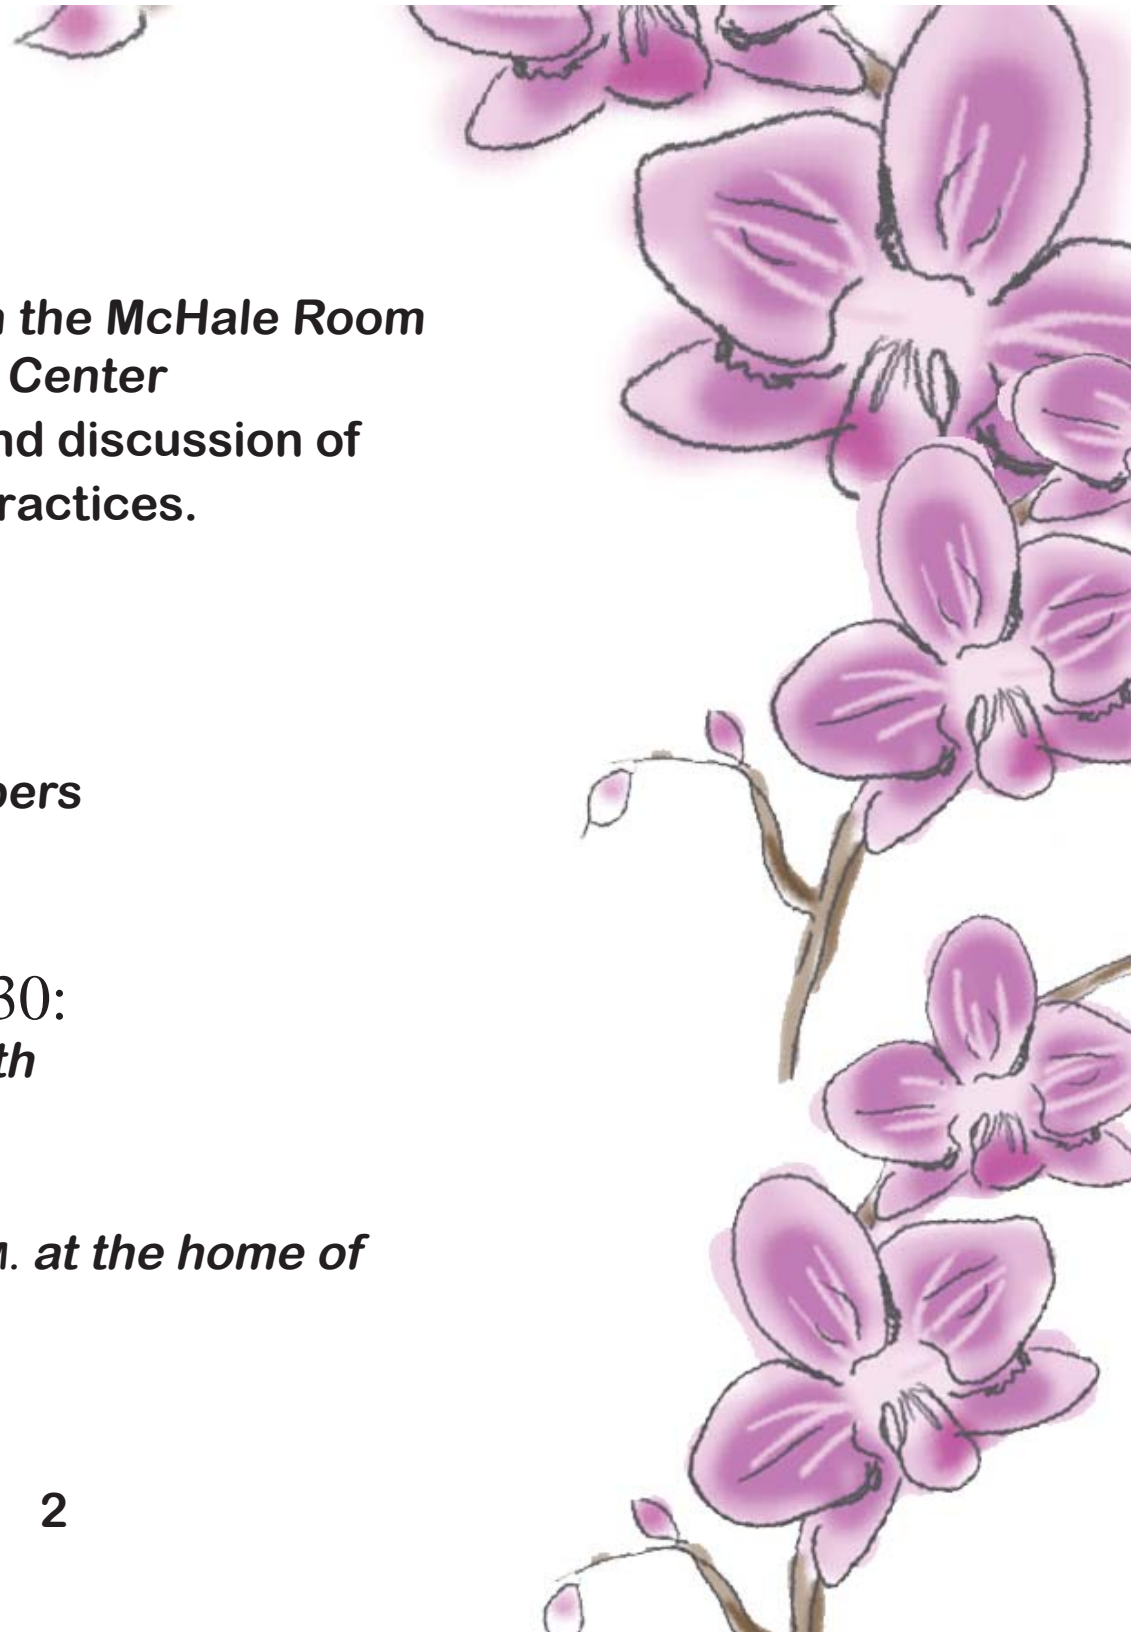 the McHale Room
Center
nd discussion of
ractices.
bers
30:
th
M. at the home of
2